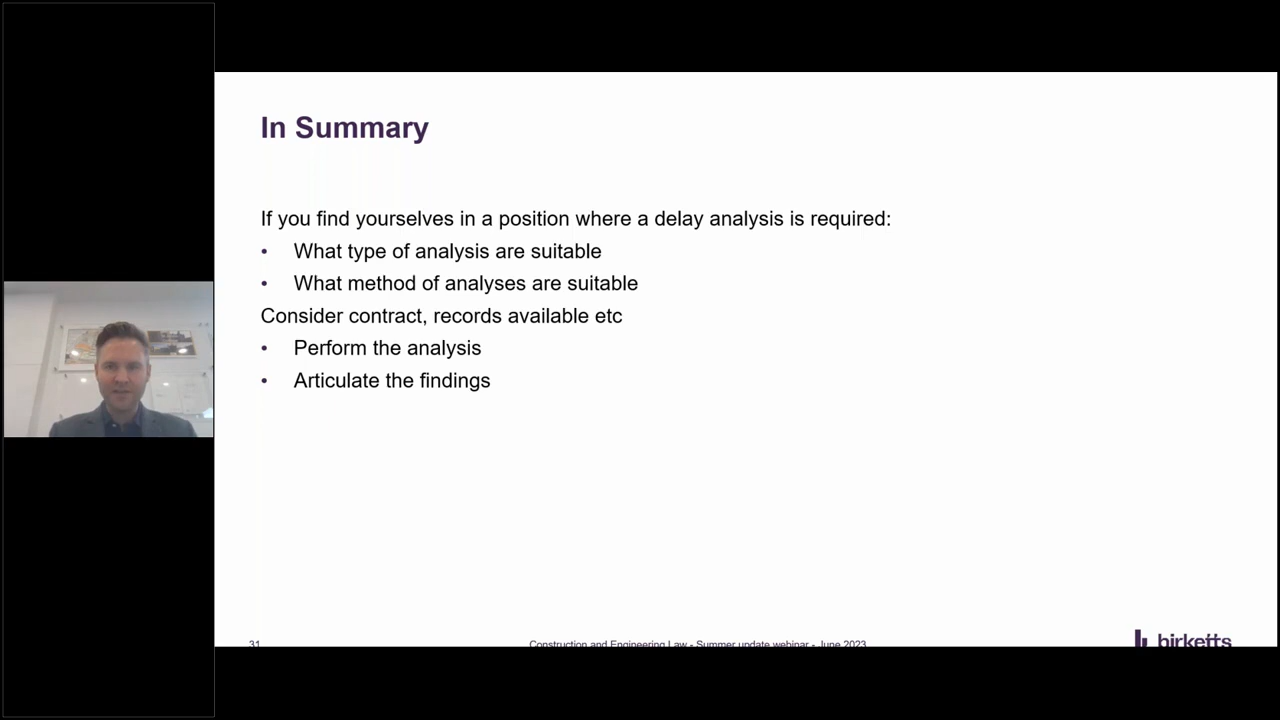 In Summary
If you find yourselves in a position where a delay analysis is required:
• What type of analysis are suitable
• What method of analyses are suitable
Consider contract, records available etc
• Perform the analysis
• Articulate the findings
31
Construction and Engineering Law - Summer update webinar - June 2023
birketts